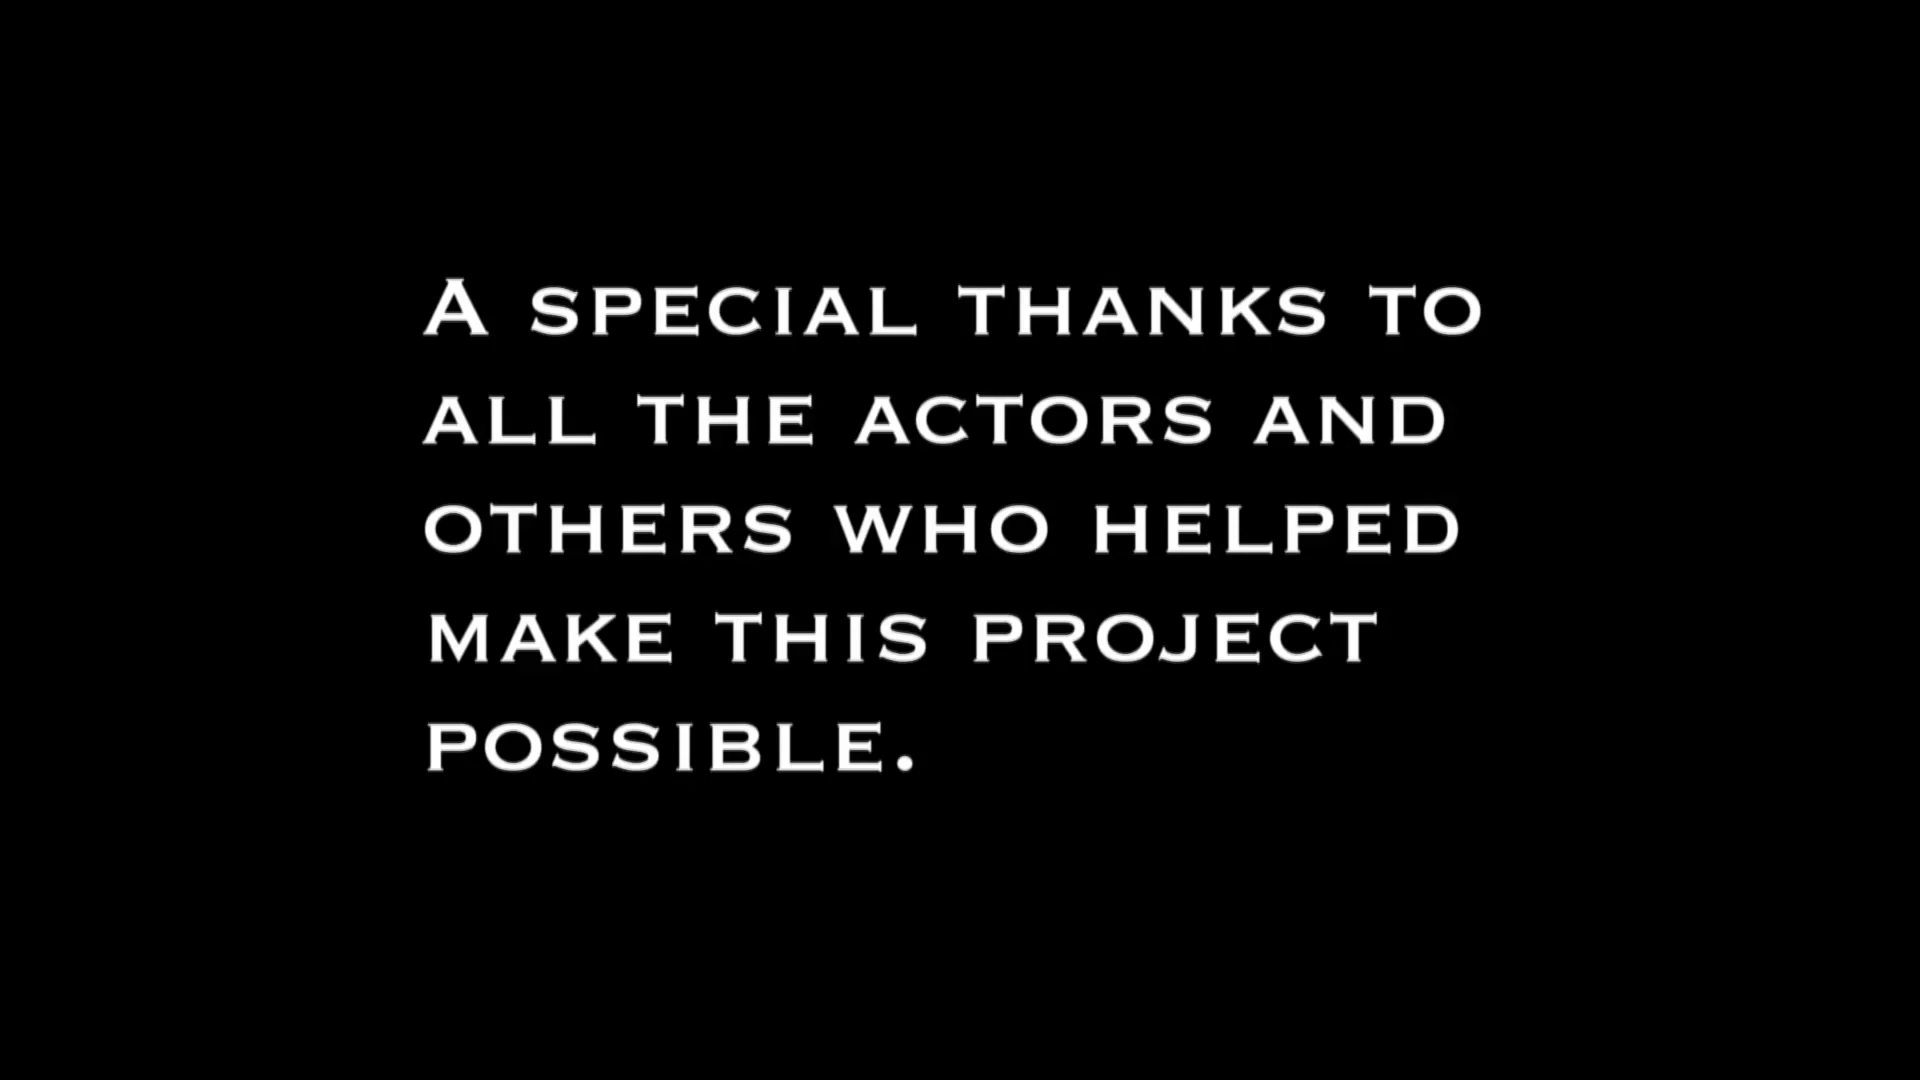 A SPECIAL THANKS TO
ALL THE ACTORS AND
OTHERS WHO HELPED
MAKE THIS PROJECT
POSSIBLE.